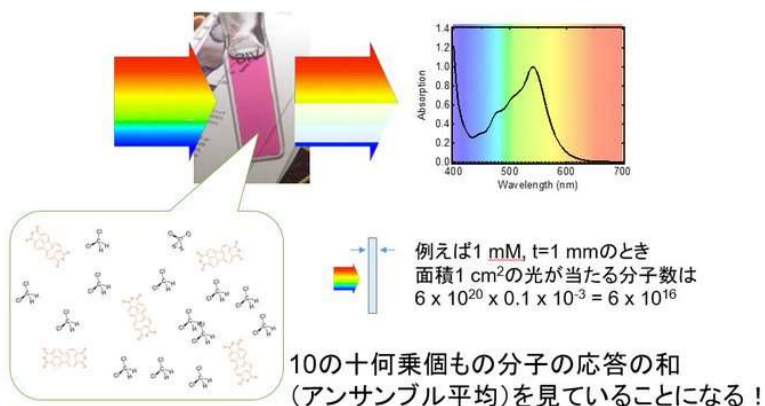 Absorption
1.4
1.2
1.0
0.8
0.6
0.4
0.2
0.0
400 500 600 700
Wavelength (nm)
例えば1 mM, t=1 mmのとき
面積1 cm²の光が当たる分子数は
6 x 10²⁰ x 0.1 x 10⁻³ = 6 x 10¹⁶
10の十何乗個もの分子の応答の和
(アンサンブル平均)を見ていることになる！